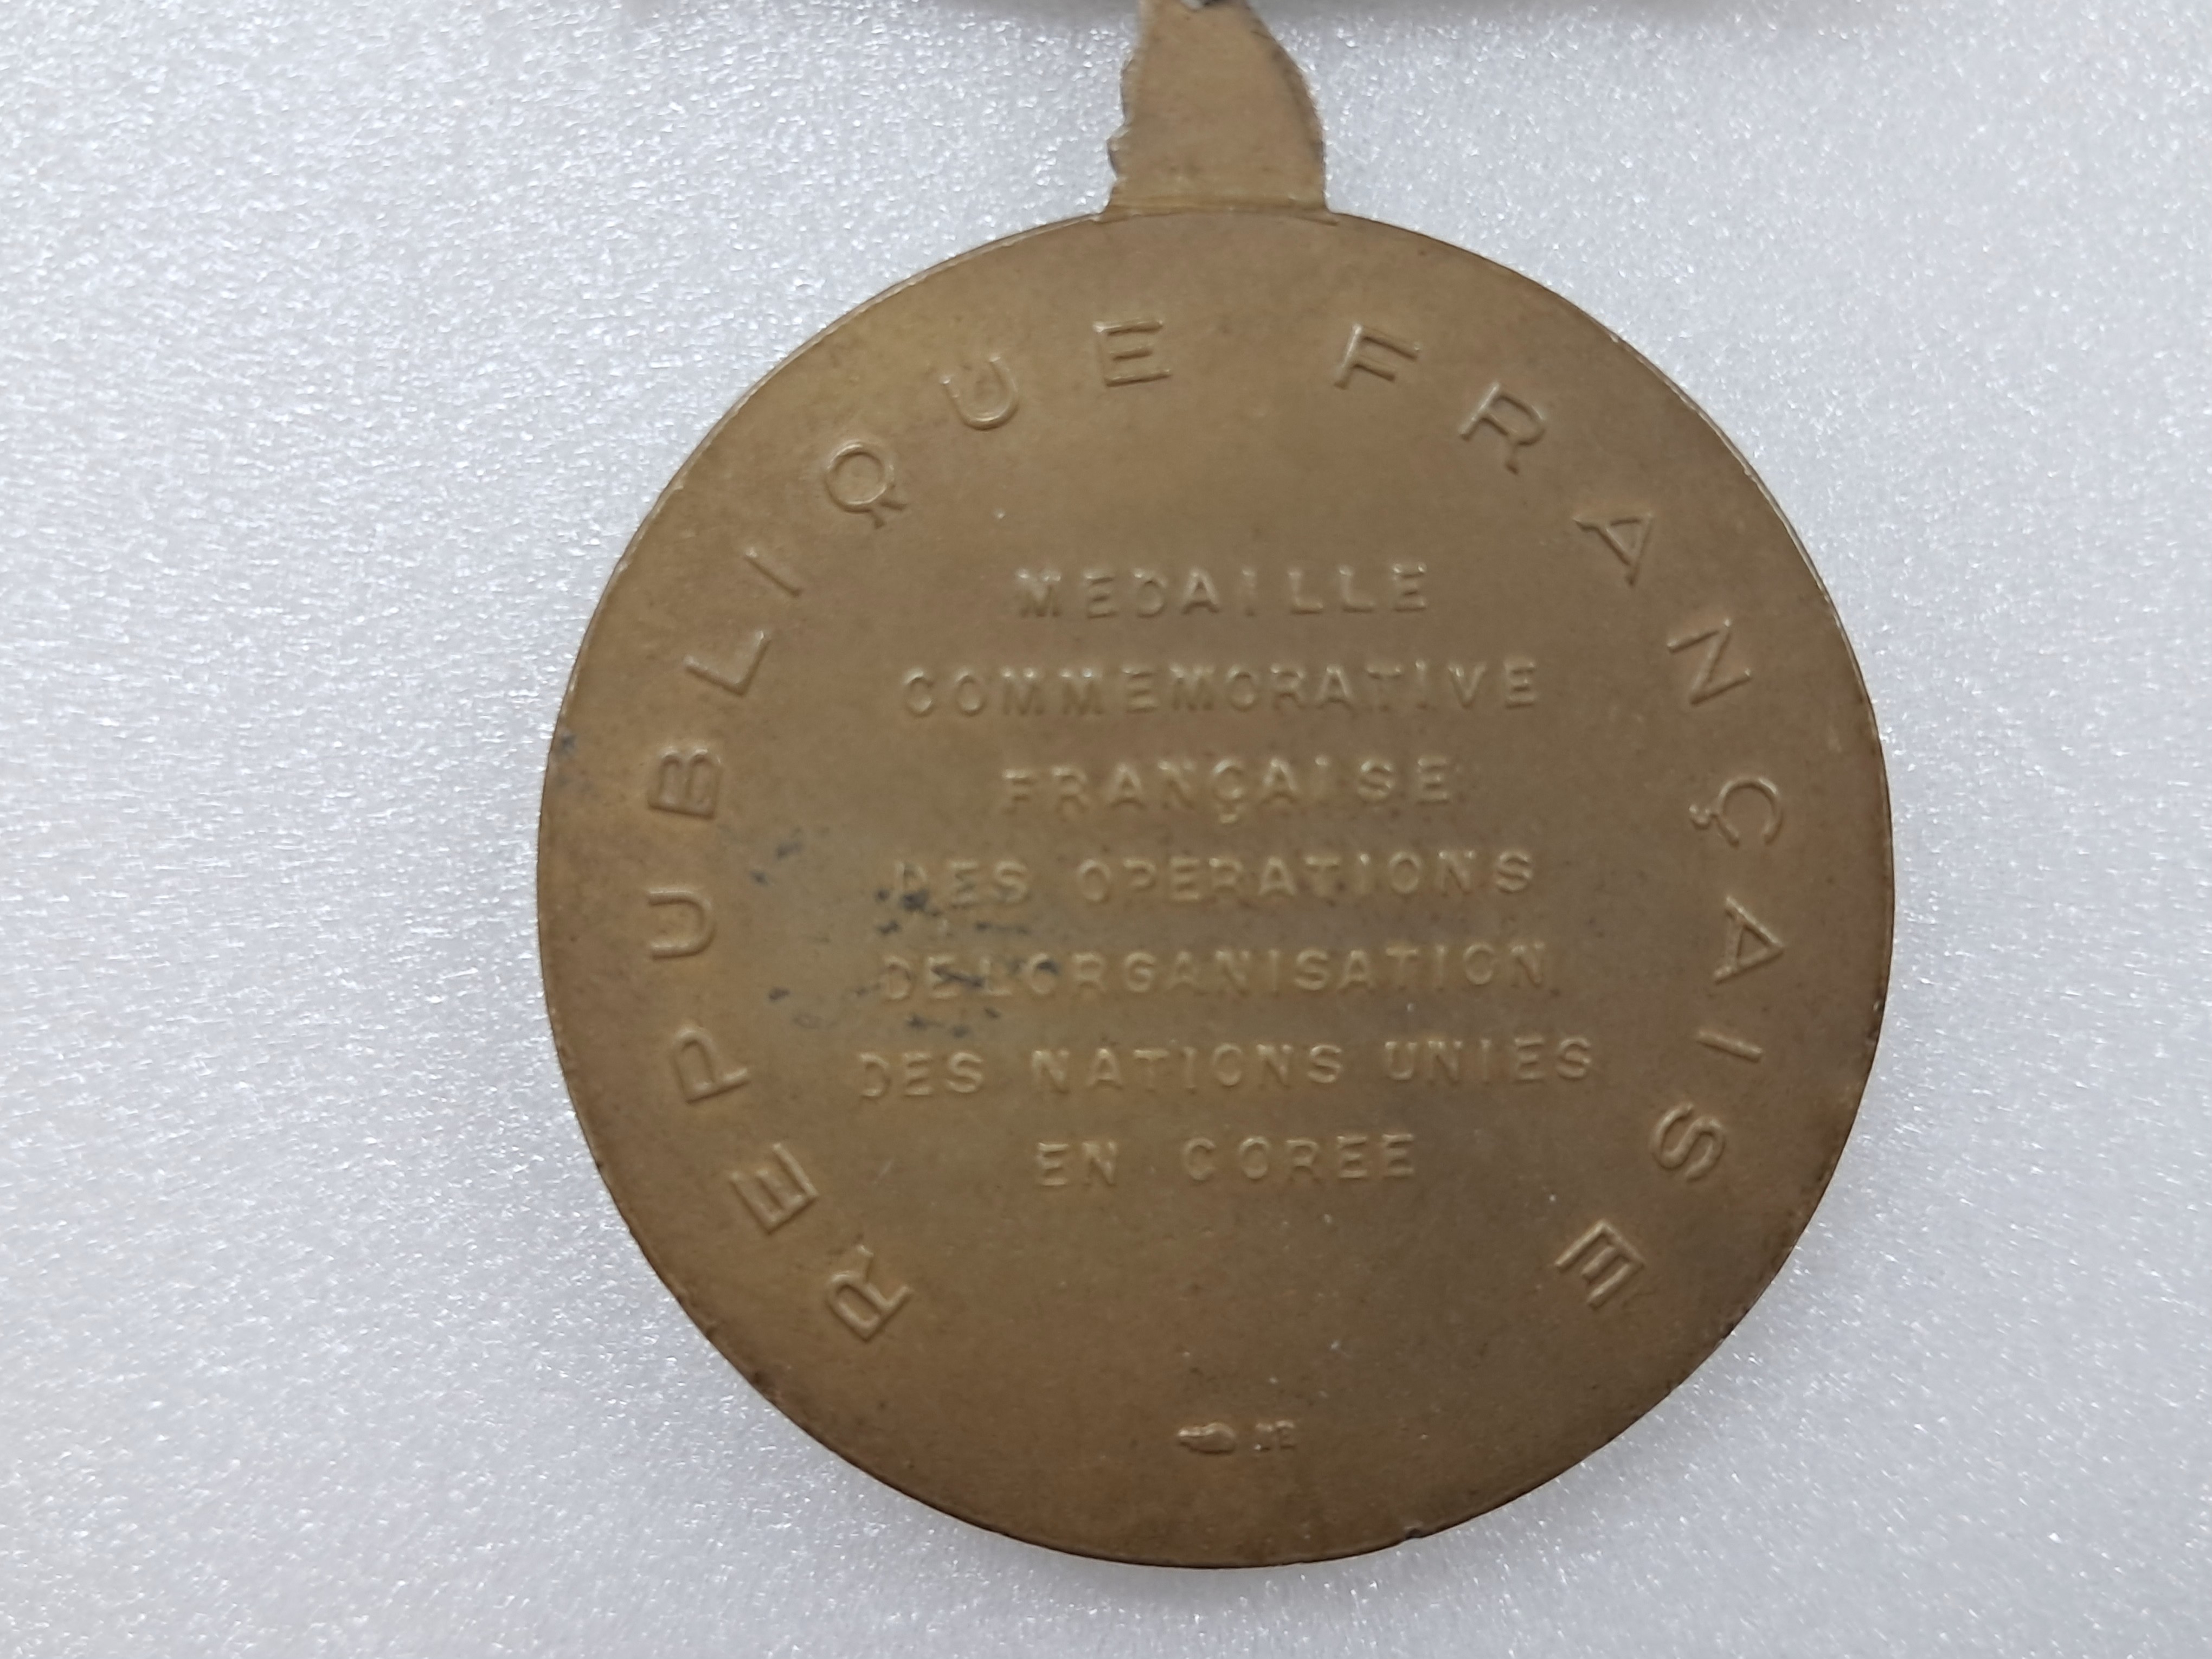 REPUBLIQUE FRANÇAISE
MEDAILLE
COMMEMORATIVE
FRANÇAISE
DES OPERATIONS
DE L'ORGANISATION
DES NATIONS UNIES
EN COREE